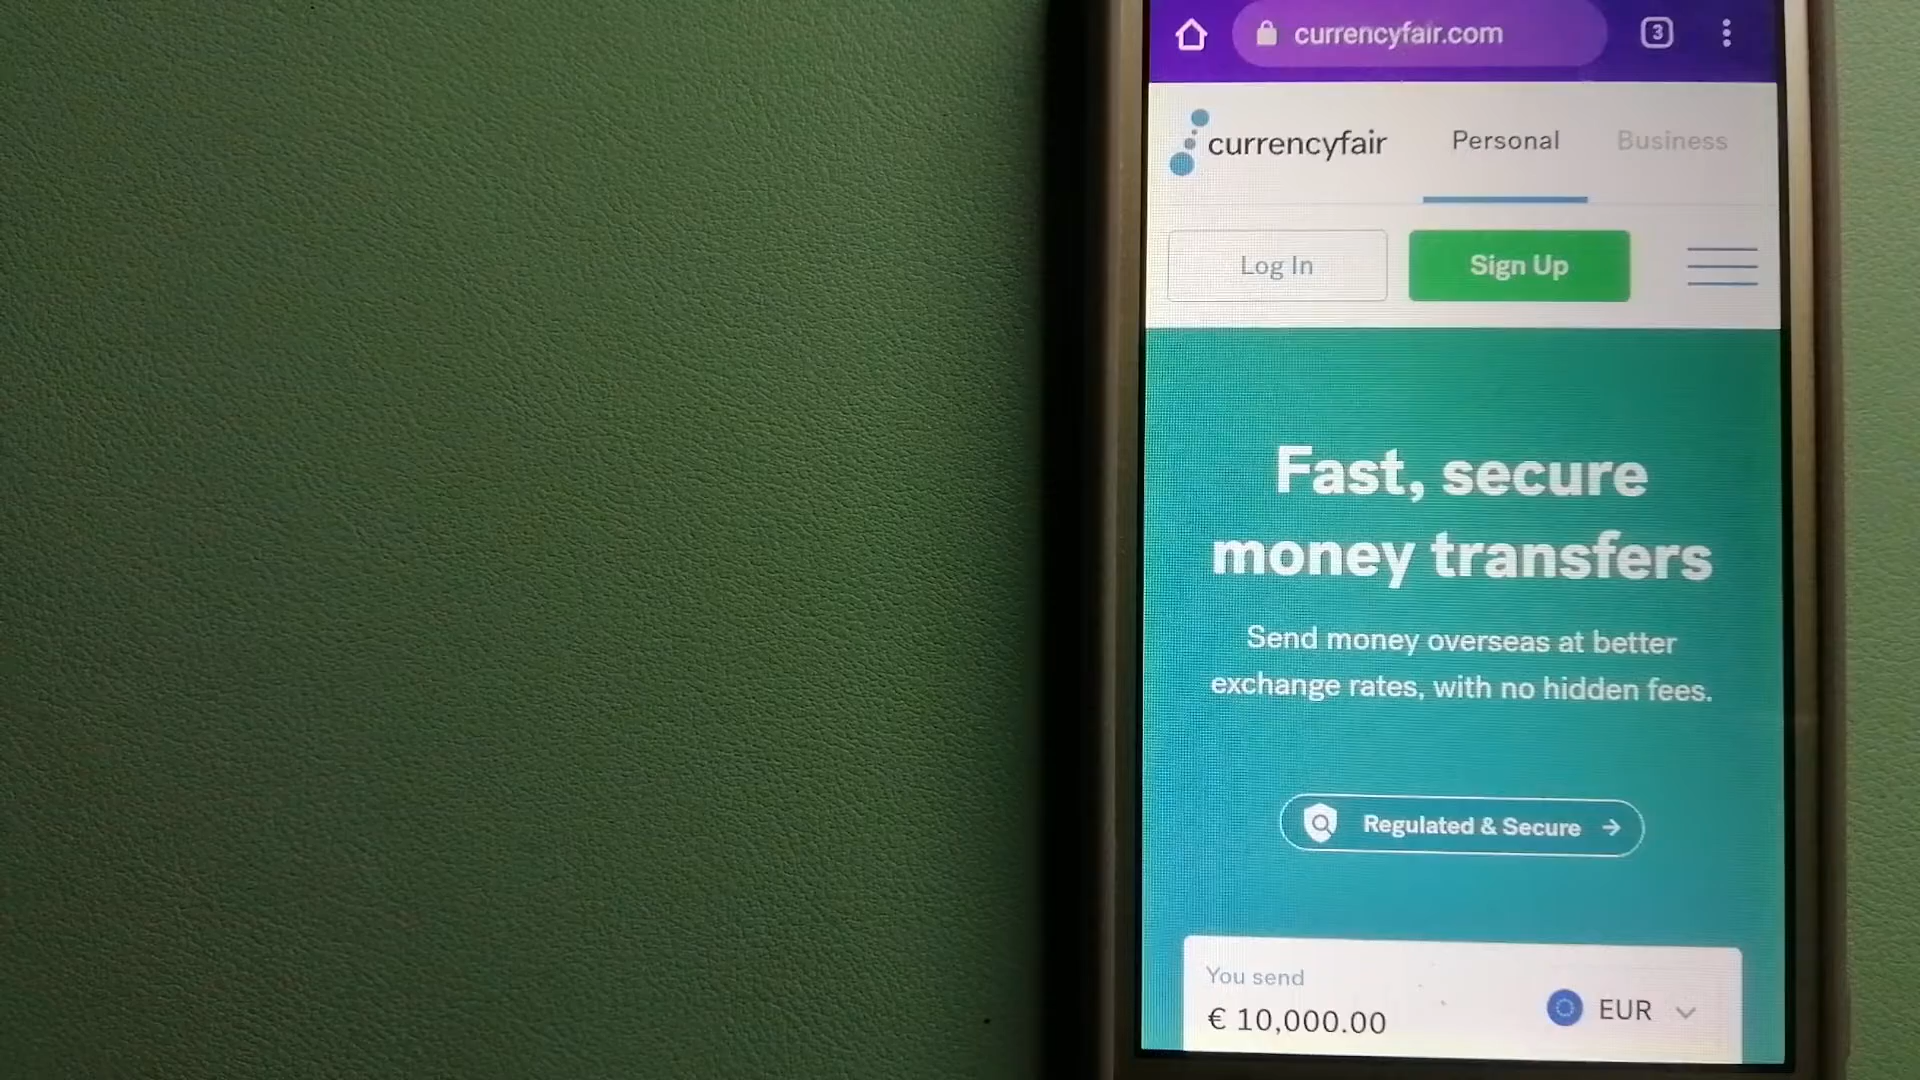 currencyfair.com
3
currencyfair
Personal
Business
Log In
Sign Up
Fast, secure
money transfers
Send money overseas at better
exchange rates, with no hidden fees.
Regulated & Secure →
You send
€ 10,000.00
EUR